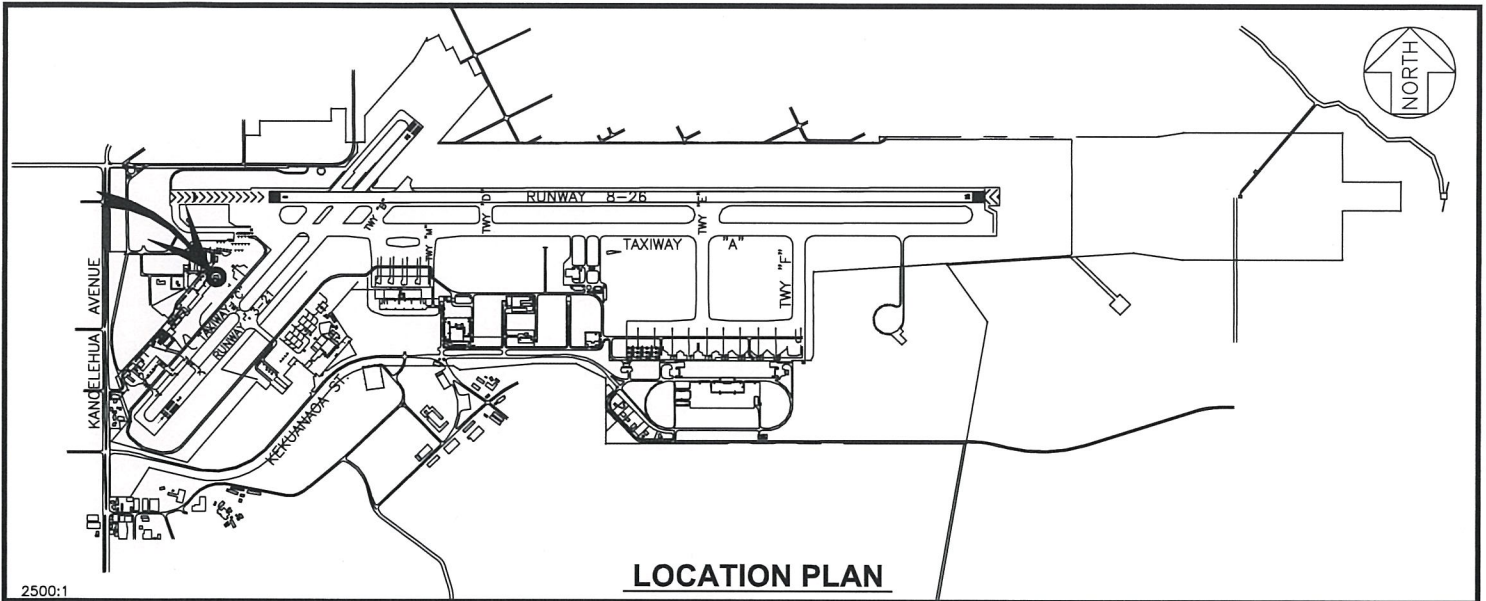 NORTH
RUNWAY 8-26
TWY "B"
TWY "D"
TWY "E"
TWY "M"
TAXIWAY "A"
TWY "F"
TAXIWAY "C"
RUNWAY 3-21
KANOELEHUA AVENUE
KEKUANAOA ST.
LOCATION PLAN
2500:1